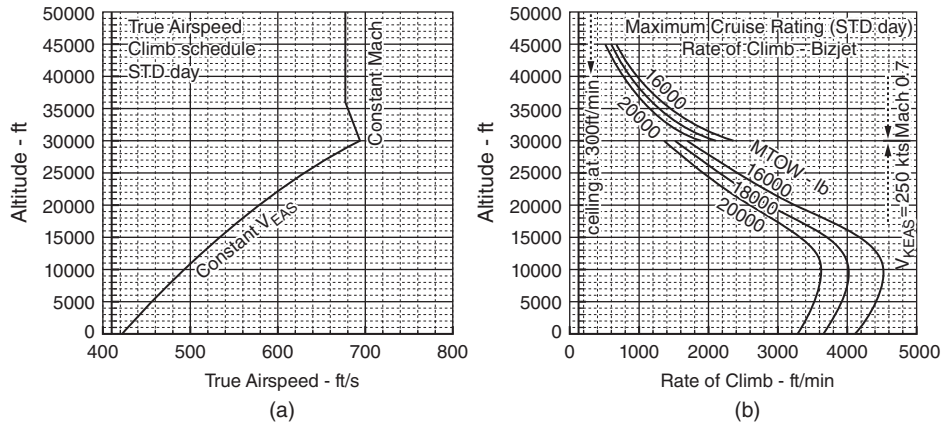 50000
45000
40000
35000
30000
25000
20000
15000
10000
5000
0
Altitude - ft
True Airspeed
Climb schedule
STD day
Constant Mach
Constant VEAS
400
500
600
700
800
True Airspeed - ft/s
(a)
50000
45000
40000
35000
30000
25000
20000
15000
10000
5000
0
Altitude - ft
Maximum Cruise Rating (STD day)
Rate of Climb - Bizjet
16000
20000
ceiling at 300ft/min
MTOW - lb
16000
18000
20000
VKEAS = 250 kts
Mach 0.7
0
1000
2000
3000
4000
5000
Rate of Climb - ft/min
(b)